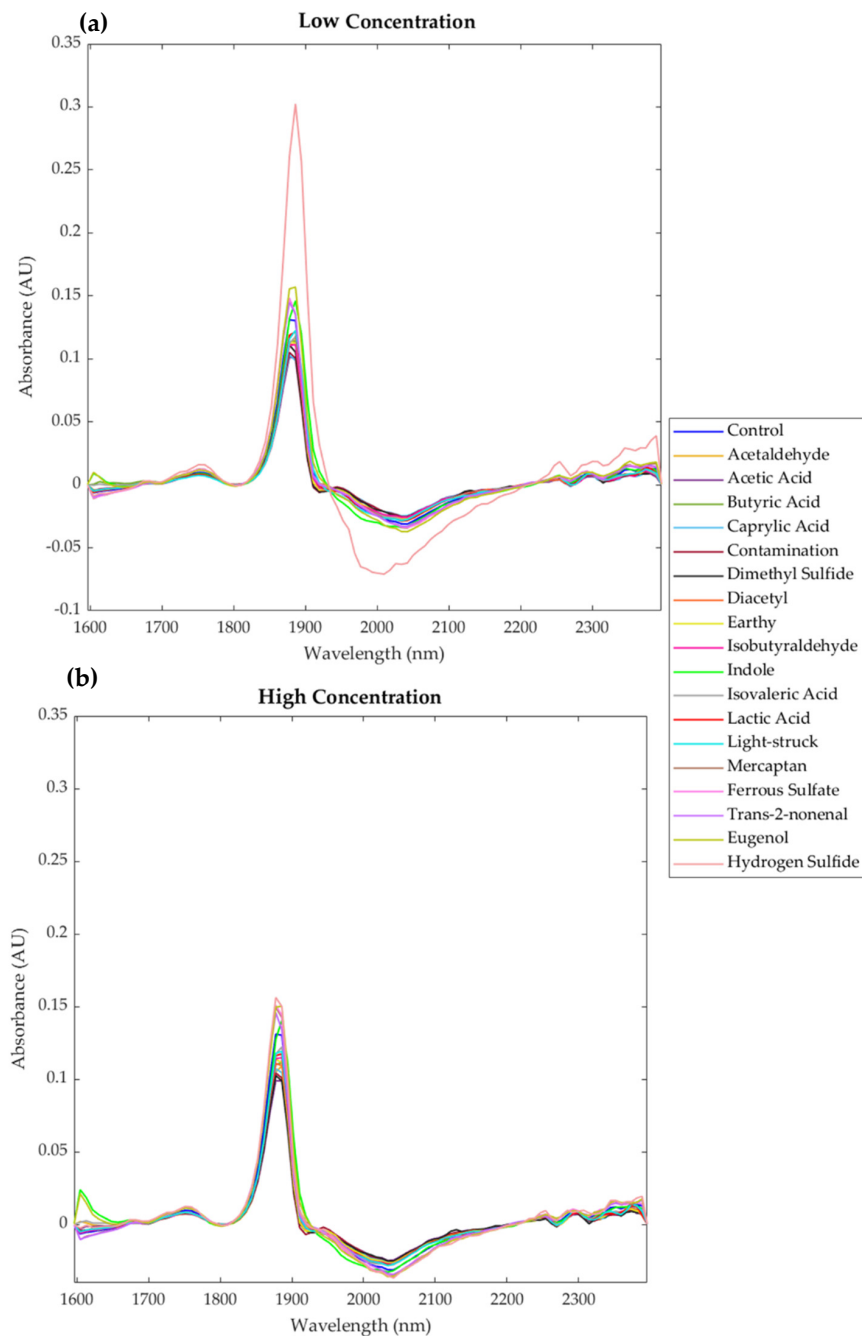 (a)
Low Concentration
0.35
0.3
0.25
0.2
0.15
0.1
0.05
0
-0.05
-0.1
Absorbance (AU)
1600 1700 1800 1900 2000 2100 2200 2300
Wavelength (nm)
Control
Acetaldehyde
Acetic Acid
Butyric Acid
Caprylic Acid
Contamination
Dimethyl Sulfide
Diacetyl
Earthy
Isobutyraldehyde
Indole
Isovaleric Acid
Lactic Acid
Light-struck
Mercaptan
Ferrous Sulfate
Trans-2-nonenal
Eugenol
Hydrogen Sulfide
(b)
High Concentration
0.35
0.3
0.25
0.2
0.15
0.1
0.05
0
Absorbance (AU)
1600 1700 1800 1900 2000 2100 2200 2300
Wavelength (nm)